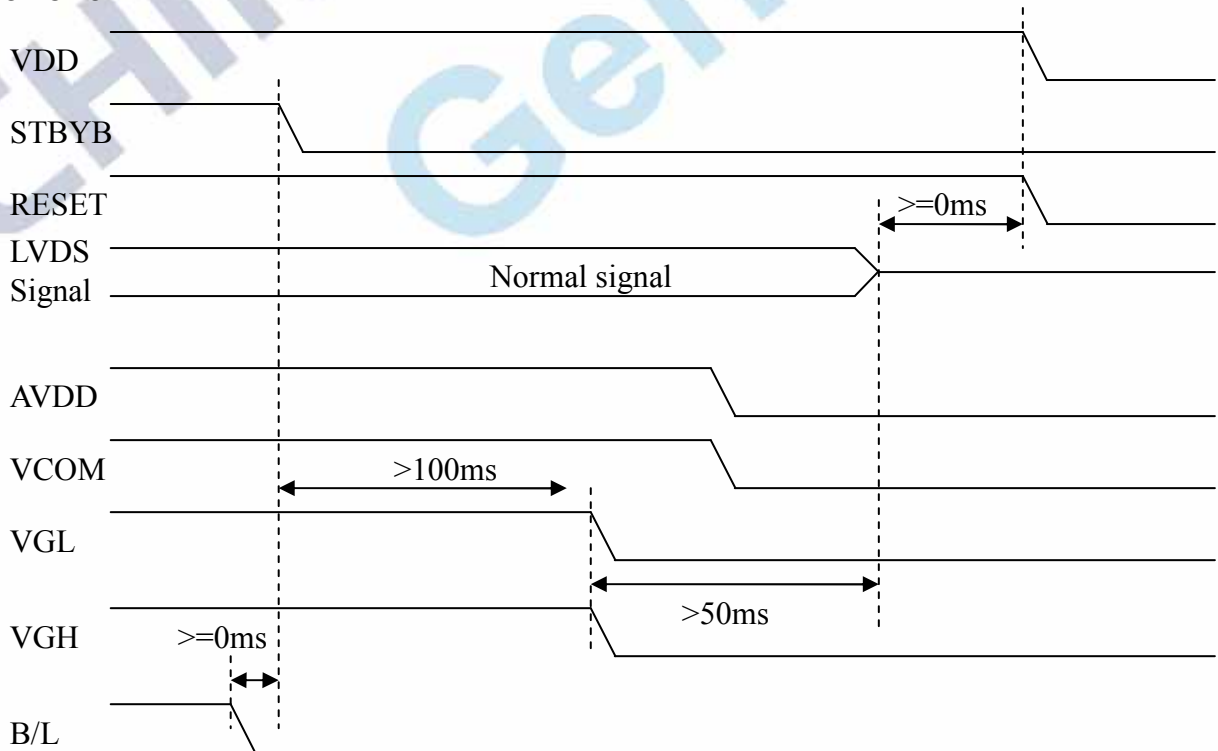 VDD
STBYB
RESET
>=0ms
LVDS
Signal
Normal signal
AVDD
VCOM
>100ms
VGL
>50ms
VGH
>=0ms
B/L